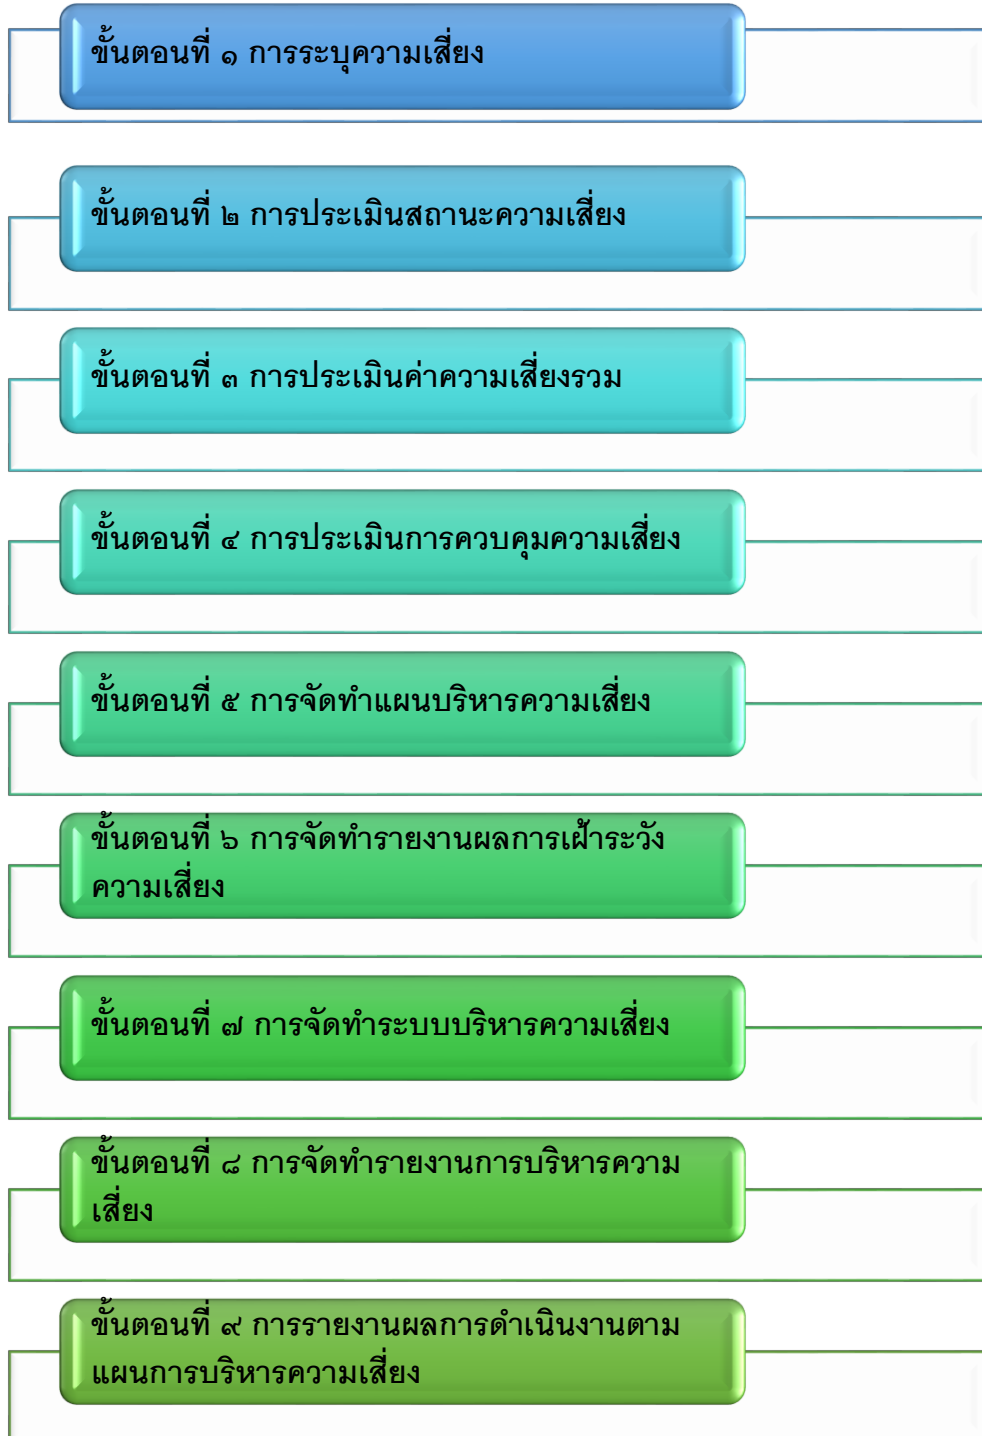 ขั้นตอนที่ ๑ การระบุความเสี่ยง
ขั้นตอนที่ ๒ การประเมินสถานะความเสี่ยง
ขั้นตอนที่ ๓ การประเมินค่าความเสี่ยงรวม
ขั้นตอนที่ ๔ การประเมินการควบคุมความเสี่ยง
ขั้นตอนที่ ๕ การจัดทำแผนบริหารความเสี่ยง
ขั้นตอนที่ ๖ การจัดทำรายงานผลการเฝ้าระวัง
ความเสี่ยง
ขั้นตอนที่ ๗ การจัดทำระบบบริหารความเสี่ยง
ขั้นตอนที่ ๘ การจัดทำรายงานการบริหารความ
เสี่ยง
ขั้นตอนที่ ๙ การรายงานผลการดำเนินงานตาม
แผนการบริหารความเสี่ยง